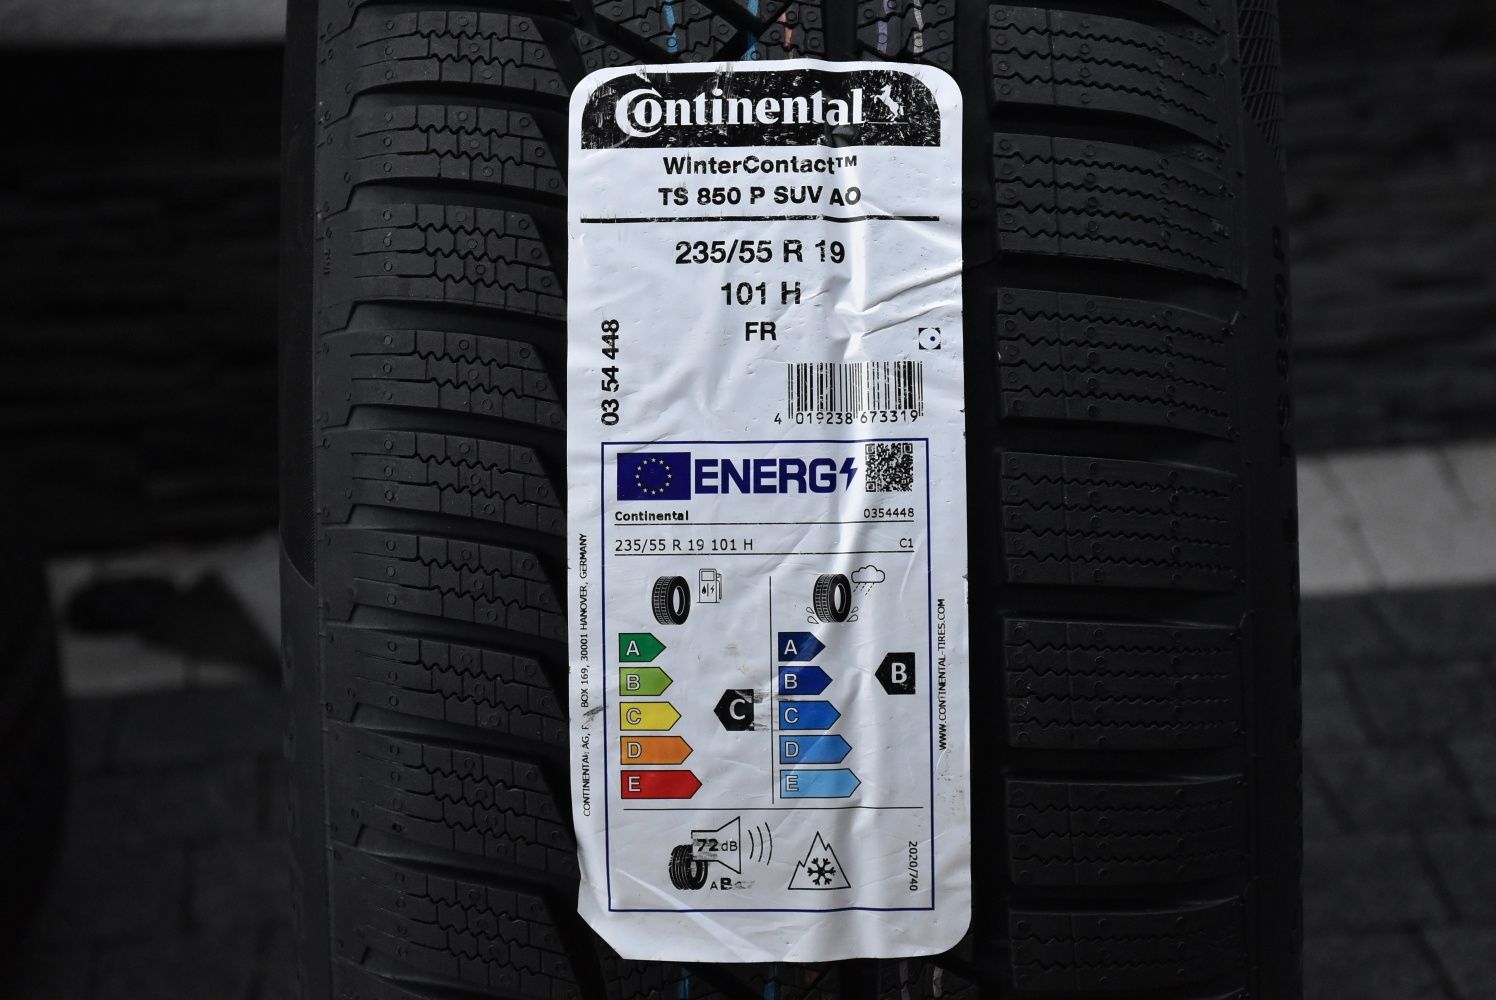 Continental
WinterContact™
TS 850 P SUV AO
235/55 R 19
101 H
FR
03 54 448
4 019238 673319
ENERG
Continental 0354448
235/55 R 19 101 H C1
A A
B B B
C C C
D D
E E
72 dB
A B
2020/740
CONTINENTAL AG, BOX 169, 30001 HANOVER, GERMANY
WWW.CONTINENTAL-TIRES.COM